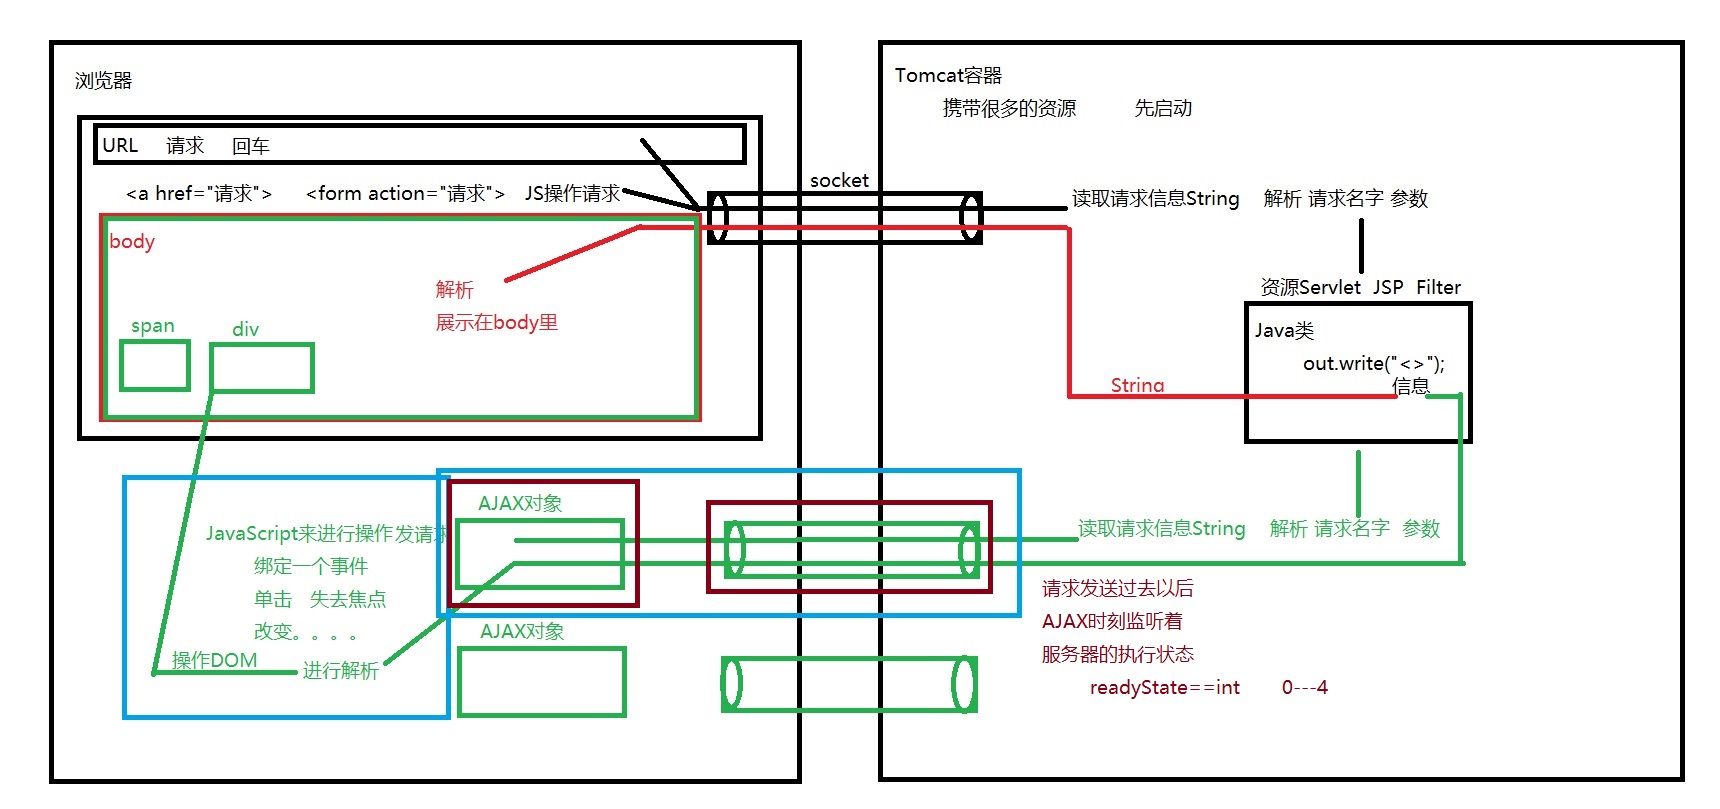 浏览器
URL 请求 回车
<a href="请求"> <form action="请求"> JS操作请求
body
解析
展示在body里
span div
socket
Tomcat容器
携带很多的资源 先启动
读取请求信息String 解析 请求名字 参数
资源Servlet JSP Filter
Java类
out.write("<>");
信息
String
AJAX对象
JavaScript来进行操作发请求
绑定一个事件
单击 失去焦点
改变。。。。
操作DOM 进行解析
AJAX对象
读取请求信息String 解析 请求名字 参数
请求发送过去以后
AJAX时刻监听着
服务器的执行状态
readyState==int 0---4